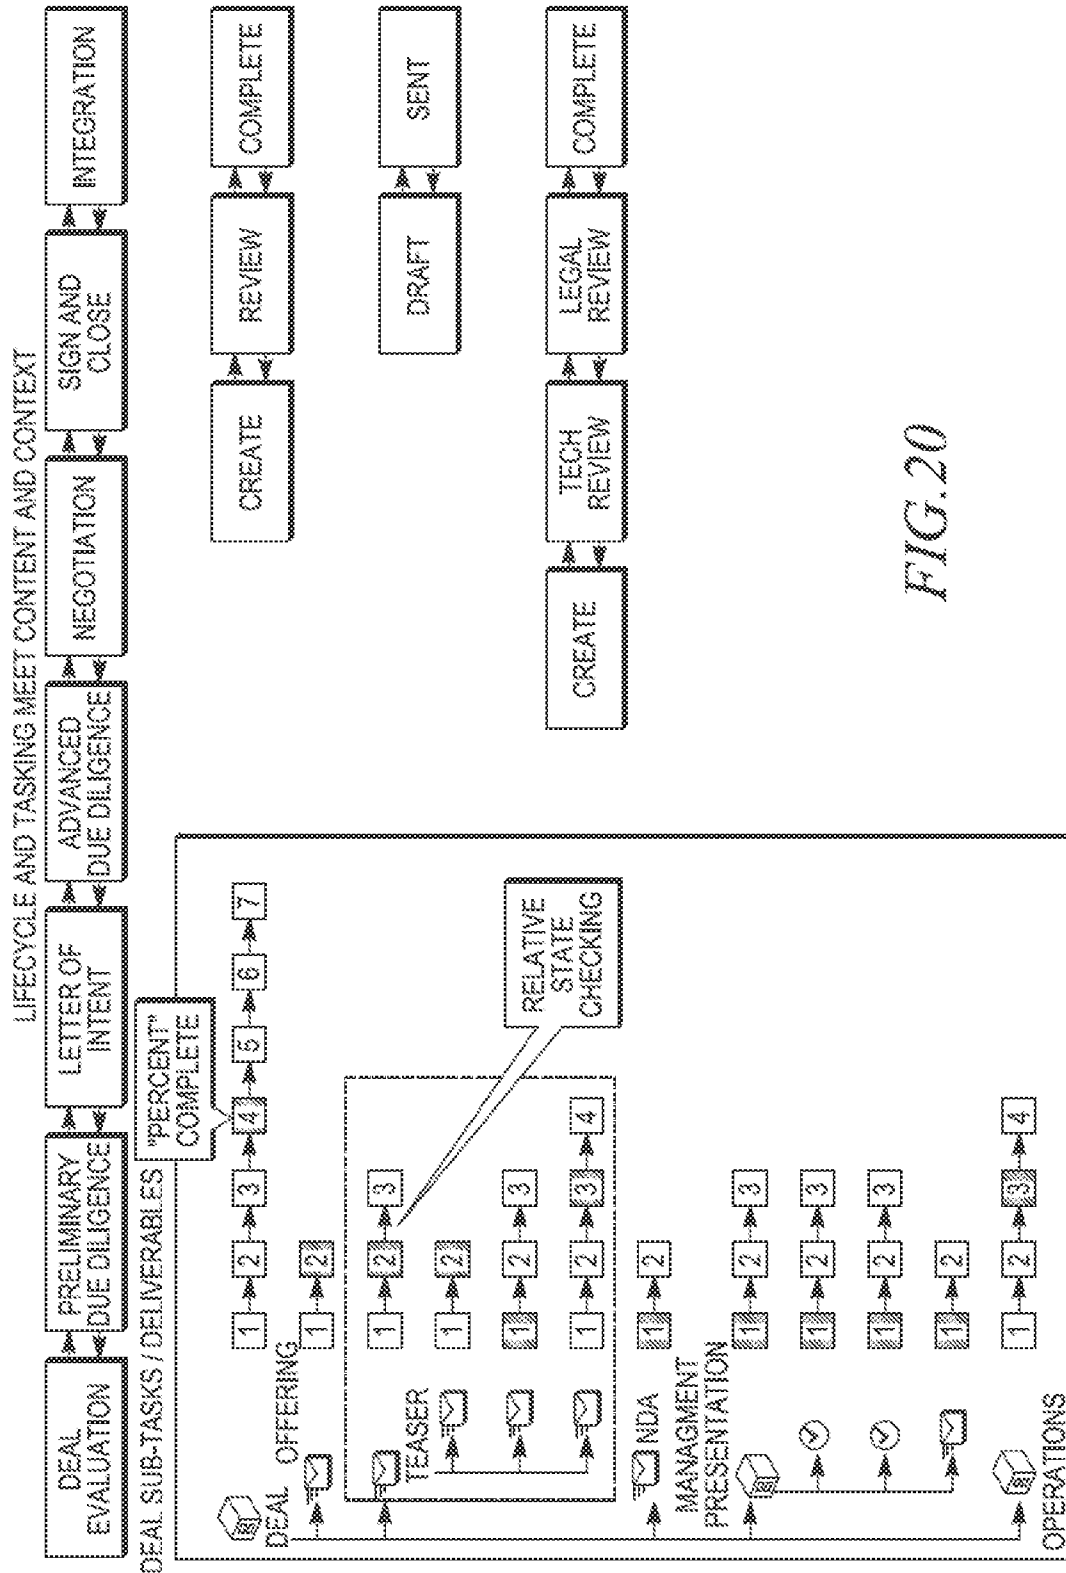 LIFECYCLE AND TASKING MEET CONTENT AND CONTEXT
DEAL
EVALUATION
PRELIMINARY
DUE DILIGENCE
LETTER OF
INTENT
ADVANCED
DUE DILIGENCE
NEGOTIATION
SIGN AND
CLOSE
INTEGRATION
DEAL SUB-TASKS / DELIVERABLES
"PERCENT"
COMPLETE
DEAL
1 2 3 4 5 6 7
OFFERING
1 2
1 2 3
TEASER
1 2
1 2 3
1 2 3 4
RELATIVE
STATE
CHECKING
NDA
1 2
MANAGMENT
PRESENTATION
1 2 3
1 2 3
1 2 3
1 2
1 2 3 4
OPERATIONS
CREATE
REVIEW
COMPLETE
DRAFT
SENT
CREATE
TECH
REVIEW
LEGAL
REVIEW
COMPLETE
FIG.20